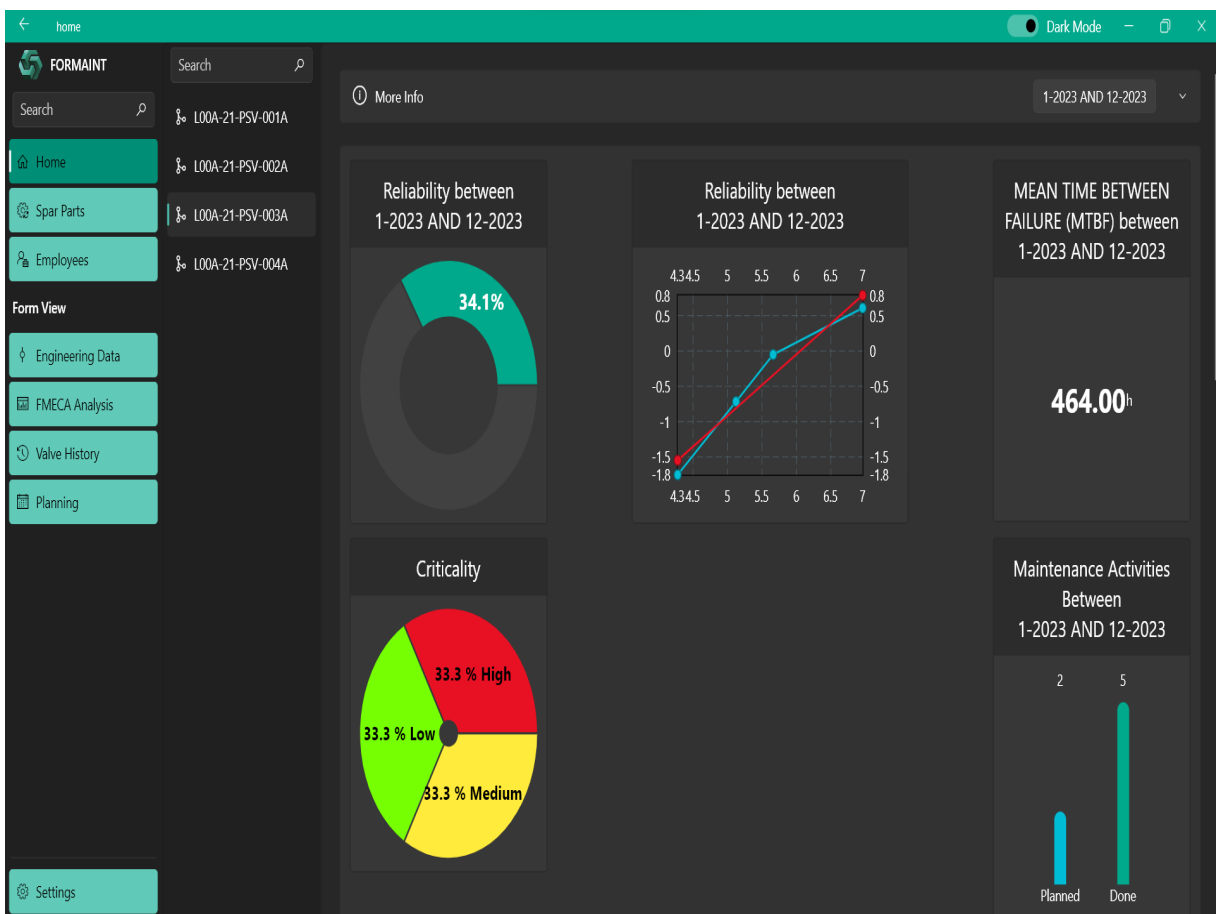 home
Dark Mode
FORMAINT
Search
Home
Spar Parts
Employees
Form View
Engineering Data
FMECA Analysis
Valve History
Planning
Settings
Search
L00A-21-PSV-001A
L00A-21-PSV-002A
L00A-21-PSV-003A
L00A-21-PSV-004A
More Info
1-2023 AND 12-2023
Reliability between
1-2023 AND 12-2023
34.1%
Reliability between
1-2023 AND 12-2023
4.34.5 5 5.5 6 6.5 7
0.8 0.8
0.5 0.5
0 0
-0.5 -0.5
-1 -1
-1.5 -1.5
-1.8 -1.8
4.34.5 5 5.5 6 6.5 7
MEAN TIME BETWEEN
FAILURE (MTBF) between
1-2023 AND 12-2023
464.00h
Criticality
33.3 % High
33.3 % Low
33.3 % Medium
Maintenance Activities
Between
1-2023 AND 12-2023
2 5
Planned Done